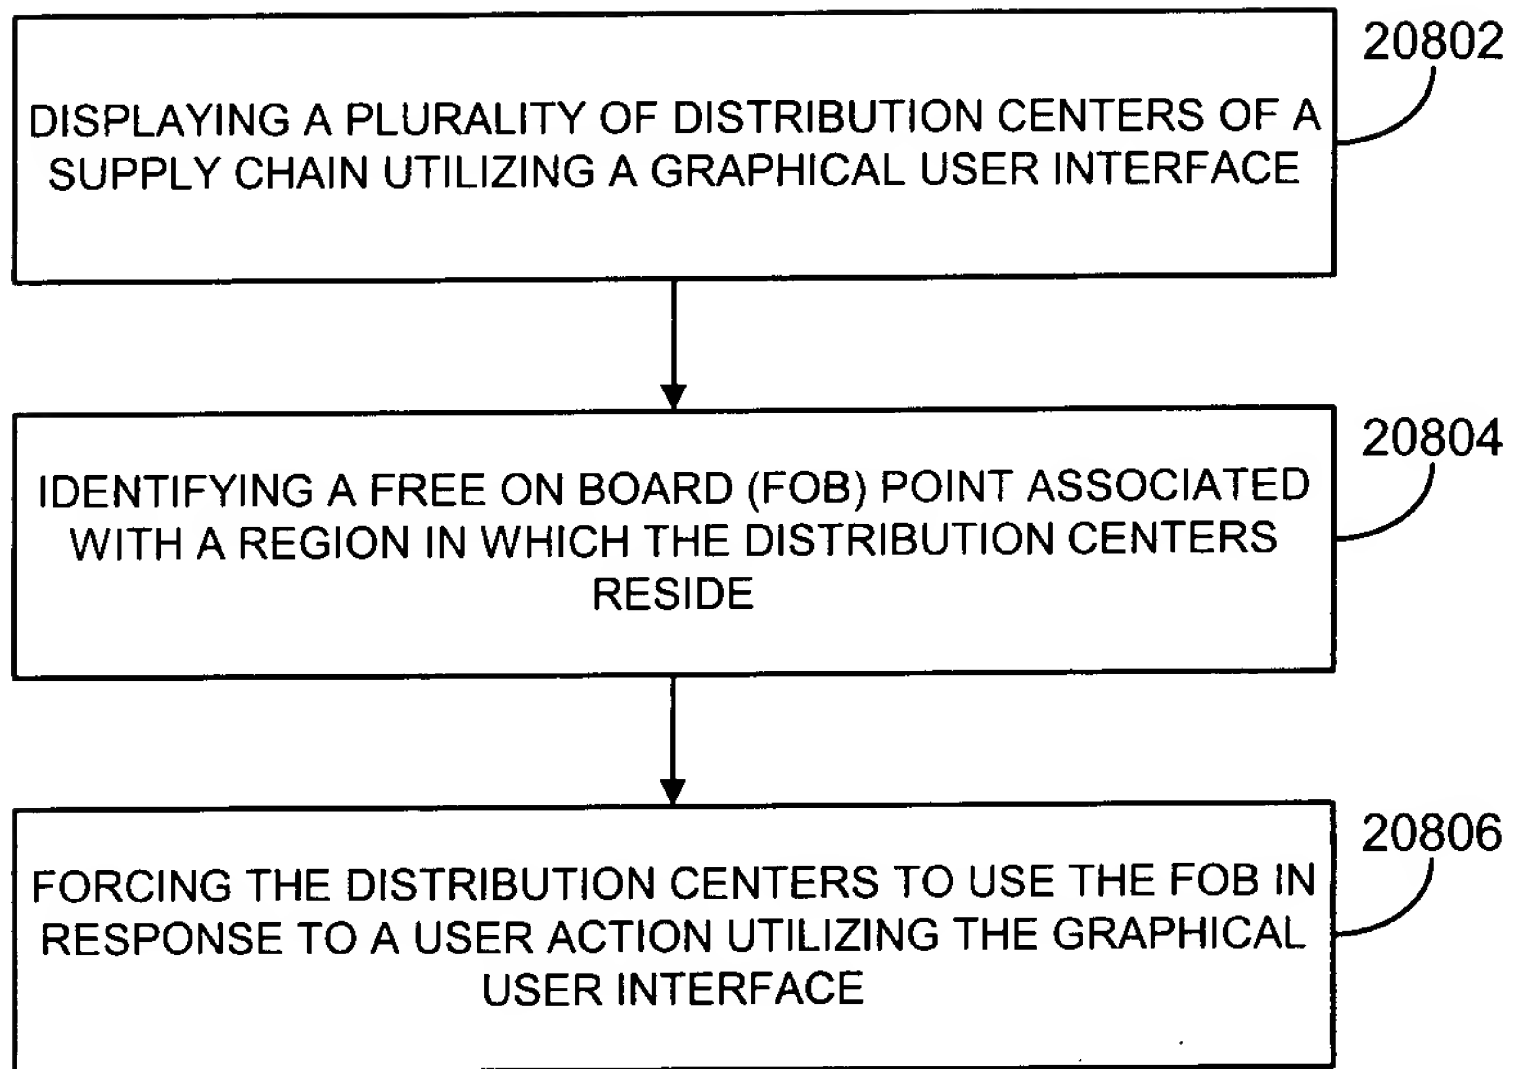 20802
DISPLAYING A PLURALITY OF DISTRIBUTION CENTERS OF A
SUPPLY CHAIN UTILIZING A GRAPHICAL USER INTERFACE
20804
IDENTIFYING A FREE ON BOARD (FOB) POINT ASSOCIATED
WITH A REGION IN WHICH THE DISTRIBUTION CENTERS
RESIDE
20806
FORCING THE DISTRIBUTION CENTERS TO USE THE FOB IN
RESPONSE TO A USER ACTION UTILIZING THE GRAPHICAL
USER INTERFACE